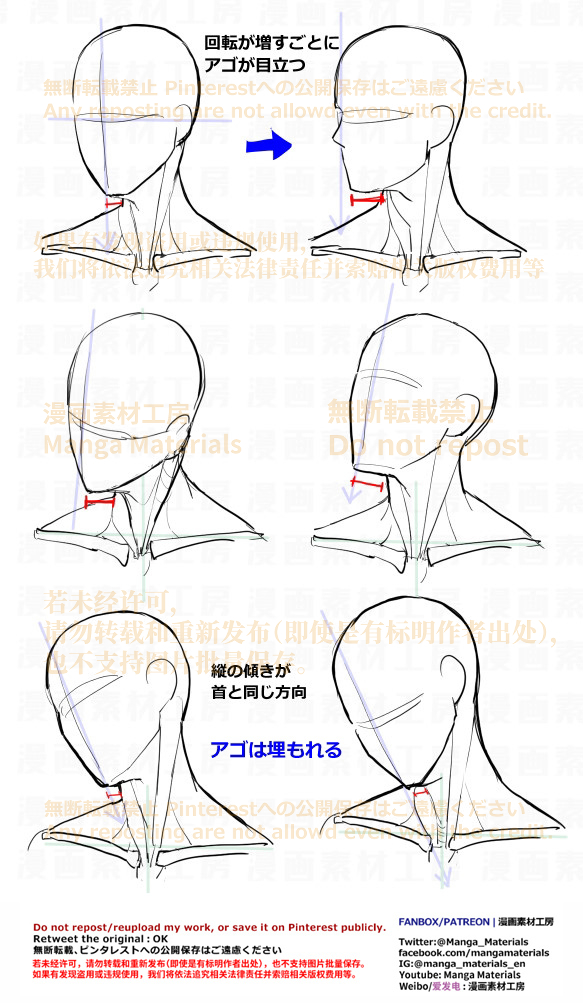 回転が増すごとに
アゴが目立つ
無断転載禁止 Pinterestへの公開保存はご遠慮ください
Any reposting are not allowd even with the credit.
如果有发现盗用或违规使用,
我们将依法追究相关法律责任并索赔相关版权费用等
漫画素材工房
Manga Materials
無断転載禁止
Do not repost
若未经许可,
请勿转载和重新发布(即使是有标明作者出处),
也不支持图片批量保存。
縦の傾きが
首と同じ方向
アゴは埋もれる
無断転載禁止 Pinterestへの公開保存はご遠慮ください
Any reposting are not allowd even with the credit.
Do not repost/reupload my work, or save it on Pinterest publicly.
Retweet the original : OK
無断転載、ピンタレストへの公開保存はご遠慮ください
若未经许可，请勿转载和重新发布(即使是有标明作者出处)，也不支持图片批量保存。
如果有发现盗用或违规使用，我们将依法追究相关法律责任并索赔相关版权费用等。
FANBOX/PATREON | 漫画素材工房
Twitter:@Manga_Materials
facebook.com/mangamaterials
IG:@manga_materials_en
Youtube: Manga Materials
Weibo/爱发电 : 漫画素材工房